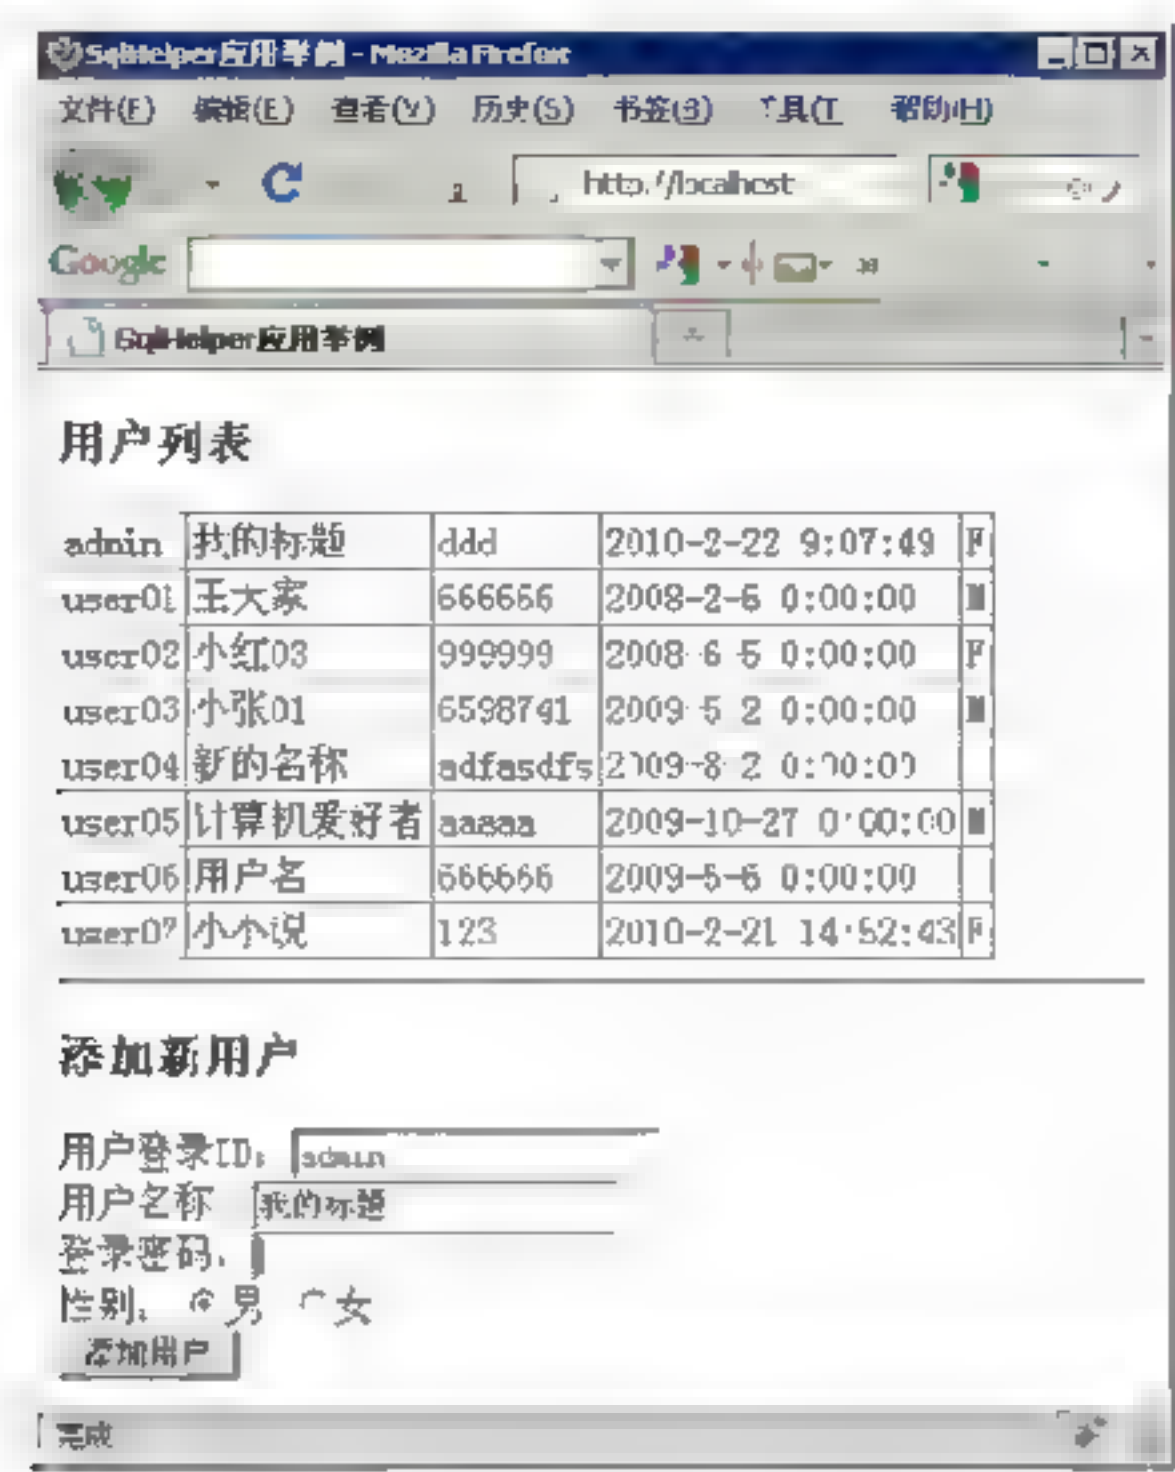 SqlHelper应用举例 - Mozilla Firefox
文件(F) 编辑(E) 查看(V) 历史(S) 书签(B) 具(T 帮助(H)
http://localhost
Google
SqlHelper应用举例
用户列表
admin 我的标题 ddd 2010-2-22 9:07:49 F
user01 王大家 666666 2008-2-6 0:00:00 M
user02 小红03 999999 2008-6-5 0:00:00 F
user03 小张01 6598741 2009-5-2 0:00:00 M
user04 新的名称 adfasdfs 2009-8-2 0:00:00
user05 计算机爱好者 aaaaa 2009-10-27 0:00:00 M
user06 用户名 666666 2009-5-6 0:00:00
user07 小小说 123 2010-2-21 14:52:43 F
添加新用户
用户登录ID: admin
用户名称 我的标题
登录密码:
性别: 男 女
添加用户
完成